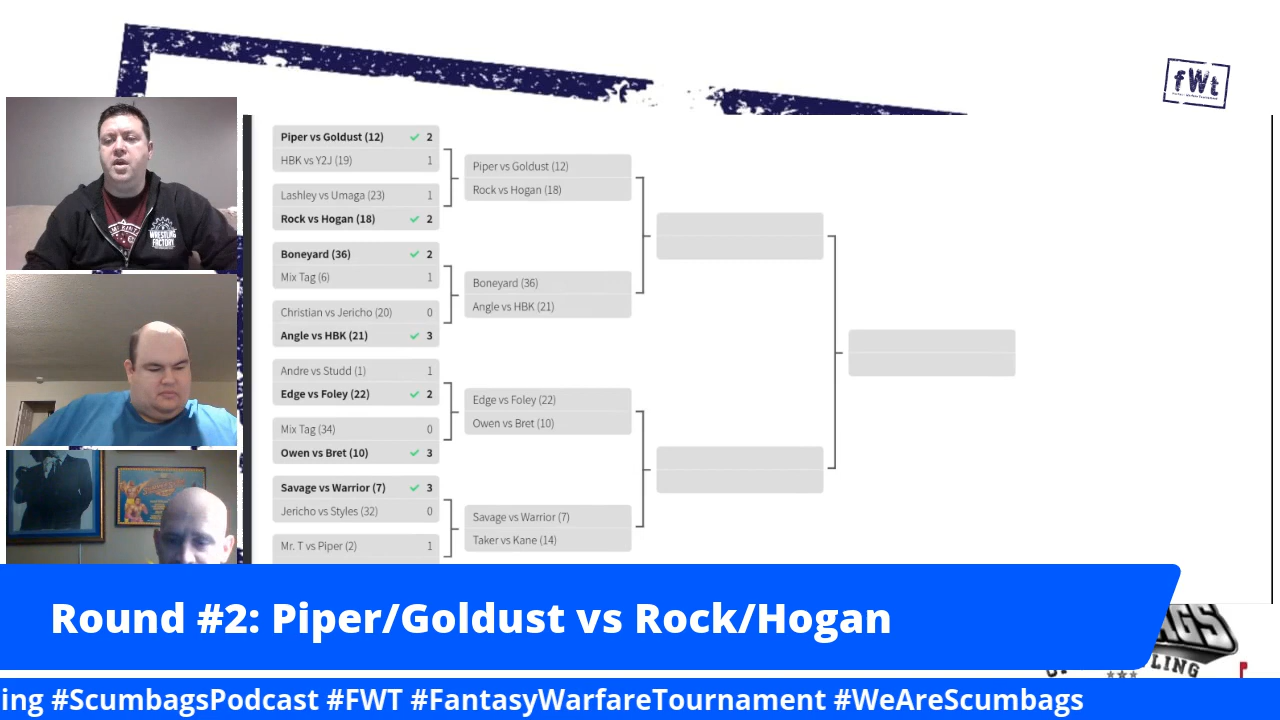 fWt
Piper vs Goldust (12) 2
HBK vs Y2J (19) 1
Lashley vs Umaga (23) 1
Rock vs Hogan (18) 2
Boneyard (36) 2
Mix Tag (6) 1
Christian vs Jericho (20) 0
Angle vs HBK (21) 3
Andre vs Studd (1) 1
Edge vs Foley (22) 2
Mix Tag (34) 0
Owen vs Bret (10) 3
Savage vs Warrior (7) 3
Jericho vs Styles (32) 0
Mr. T vs Piper (2) 1
Piper vs Goldust (12)
Rock vs Hogan (18)
Boneyard (36)
Angle vs HBK (21)
Edge vs Foley (22)
Owen vs Bret (10)
Savage vs Warrior (7)
Taker vs Kane (14)
WRESTLING
FACTORY
Round #2: Piper/Goldust vs Rock/Hogan
ing #ScumbagsPodcast #FWT #FantasyWarfareTournament #WeAreScumbags